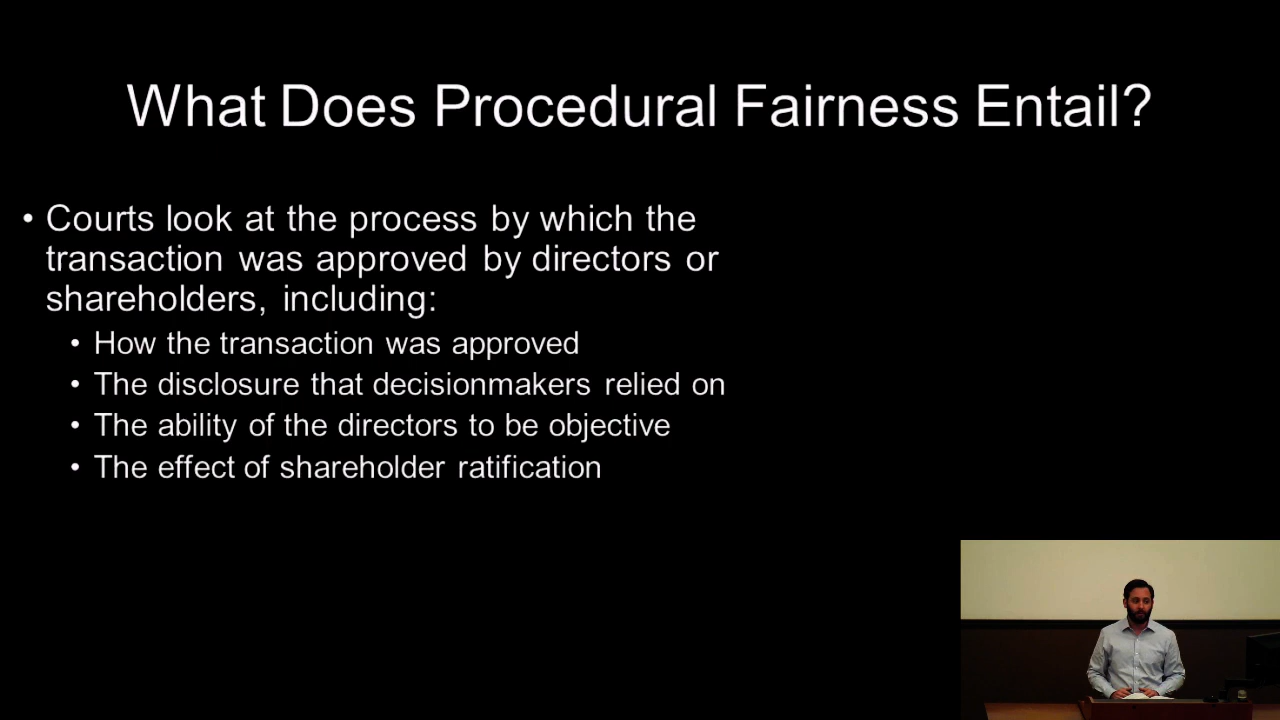 What Does Procedural Fairness Entail?
• Courts look at the process by which the
transaction was approved by directors or
shareholders, including:
• How the transaction was approved
• The disclosure that decisionmakers relied on
• The ability of the directors to be objective
• The effect of shareholder ratification